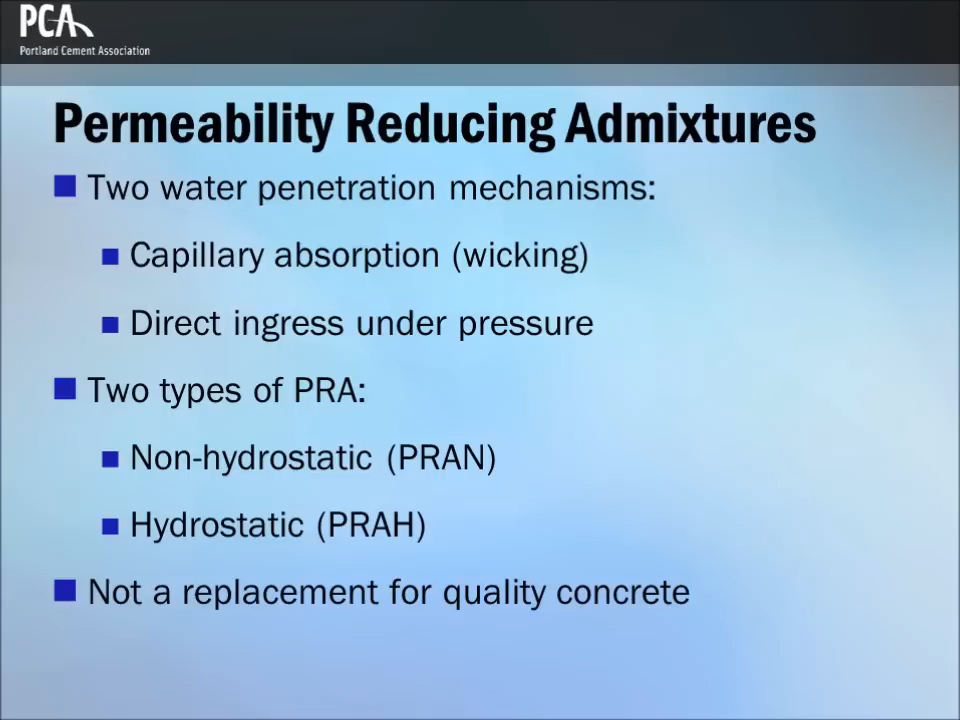 PCA
Portland Cement Association
Permeability Reducing Admixtures
Two water penetration mechanisms:
Capillary absorption (wicking)
Direct ingress under pressure
Two types of PRA:
Non-hydrostatic (PRAN)
Hydrostatic (PRAH)
Not a replacement for quality concrete